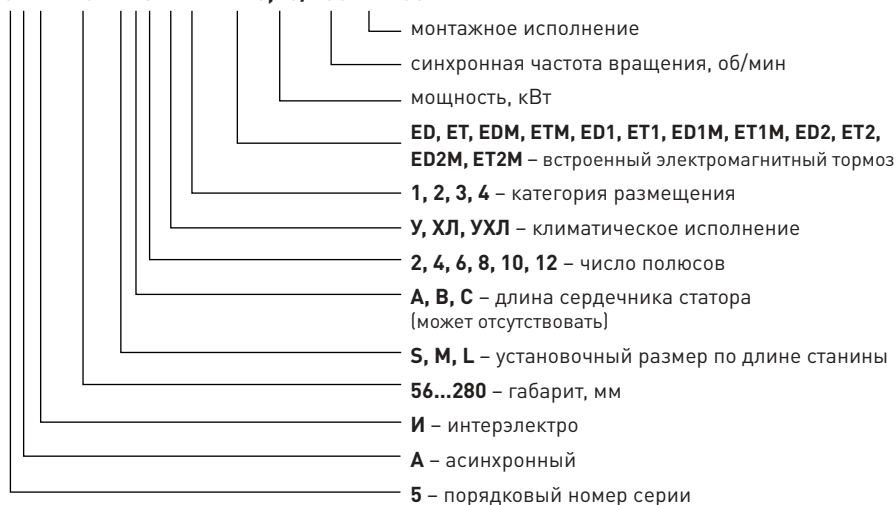 монтажное исполнение
синхронная частота вращения, об/мин
мощность, кВт
ED, ET, EDM, ETM, ED1, ET1, ED1M, ET1M, ED2, ET2,
ED2M, ET2M – встроенный электромагнитный тормоз
1, 2, 3, 4 – категория размещения
У, ХЛ, УХЛ – климатическое исполнение
2, 4, 6, 8, 10, 12 – число полюсов
А, В, С – длина сердечника статора
(может отсутствовать)
S, M, L – установочный размер по длине станины
56...280 – габарит, мм
И – интерэлектро
А – асинхронный
5 – порядковый номер серии